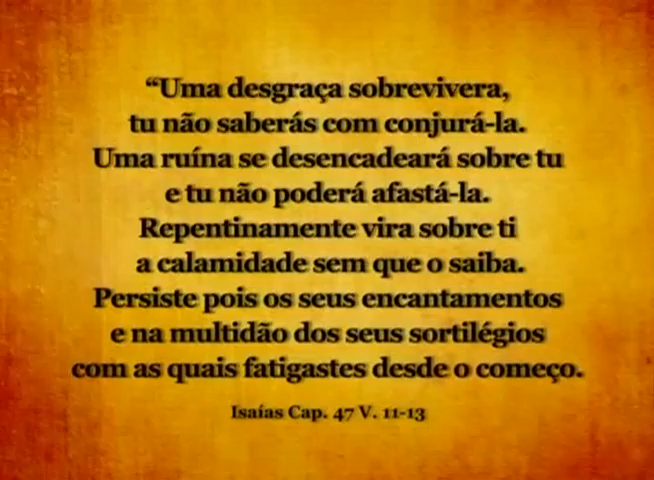 “Uma desgraça sobrevivera,
tu não saberás com conjurá-la.
Uma ruína se desencadeará sobre tu
e tu não poderá afastá-la.
Repentinamente vira sobre ti
a calamidade sem que o saiba.
Persiste pois os seus encantamentos
e na multidão dos seus sortilégios
com as quais fatigastes desde o começo.
Isaías Cap. 47 V. 11-13